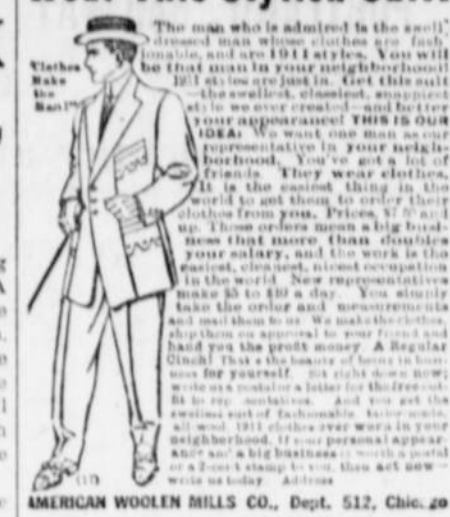 The man who is admired is the swell
dressed man whose clothes are fash
ionable, and are 1911 styles. You will
be that man in your neighborhood!
"Clothes
Make
the
Man!"
1911 styles are just in. Get this suit
—the swellest, classiest, snappiest
style we ever created—and better
your appearance! THIS IS OUR
IDEA: We want one man as our
representative in your neigh-
borhood. You've got a lot of
friends. They wear clothes.
It is the easiest thing in the
world to get them to order their
clothes from you. Prices, and
up. Those orders mean a big busi-
ness that more than doubles
your salary, and the work is the
easiest, cleanest, nicest occupation
in the world. New representatives
make $5 to $10 a day. You simply
take the order and measurements
and mail them to us. We make the clothes,
ship them on approval to your friend and
hand you the profit money. A Regular
Cinch! That's the beauty of being in busi-
ness for yourself. Sit right down now;
write us a postal or a letter for the free out-
fit to representatives. And you get the
swellest suit of fashionable, tailor-made,
all wool, 1911 clothes ever worn in your
neighborhood. If your personal appear-
ance and a big business is worth a postal
or a 2-cent stamp to you, then act now—
write us today. Address
(11)
AMERICAN WOOLEN MILLS CO., Dept. 512, Chicago